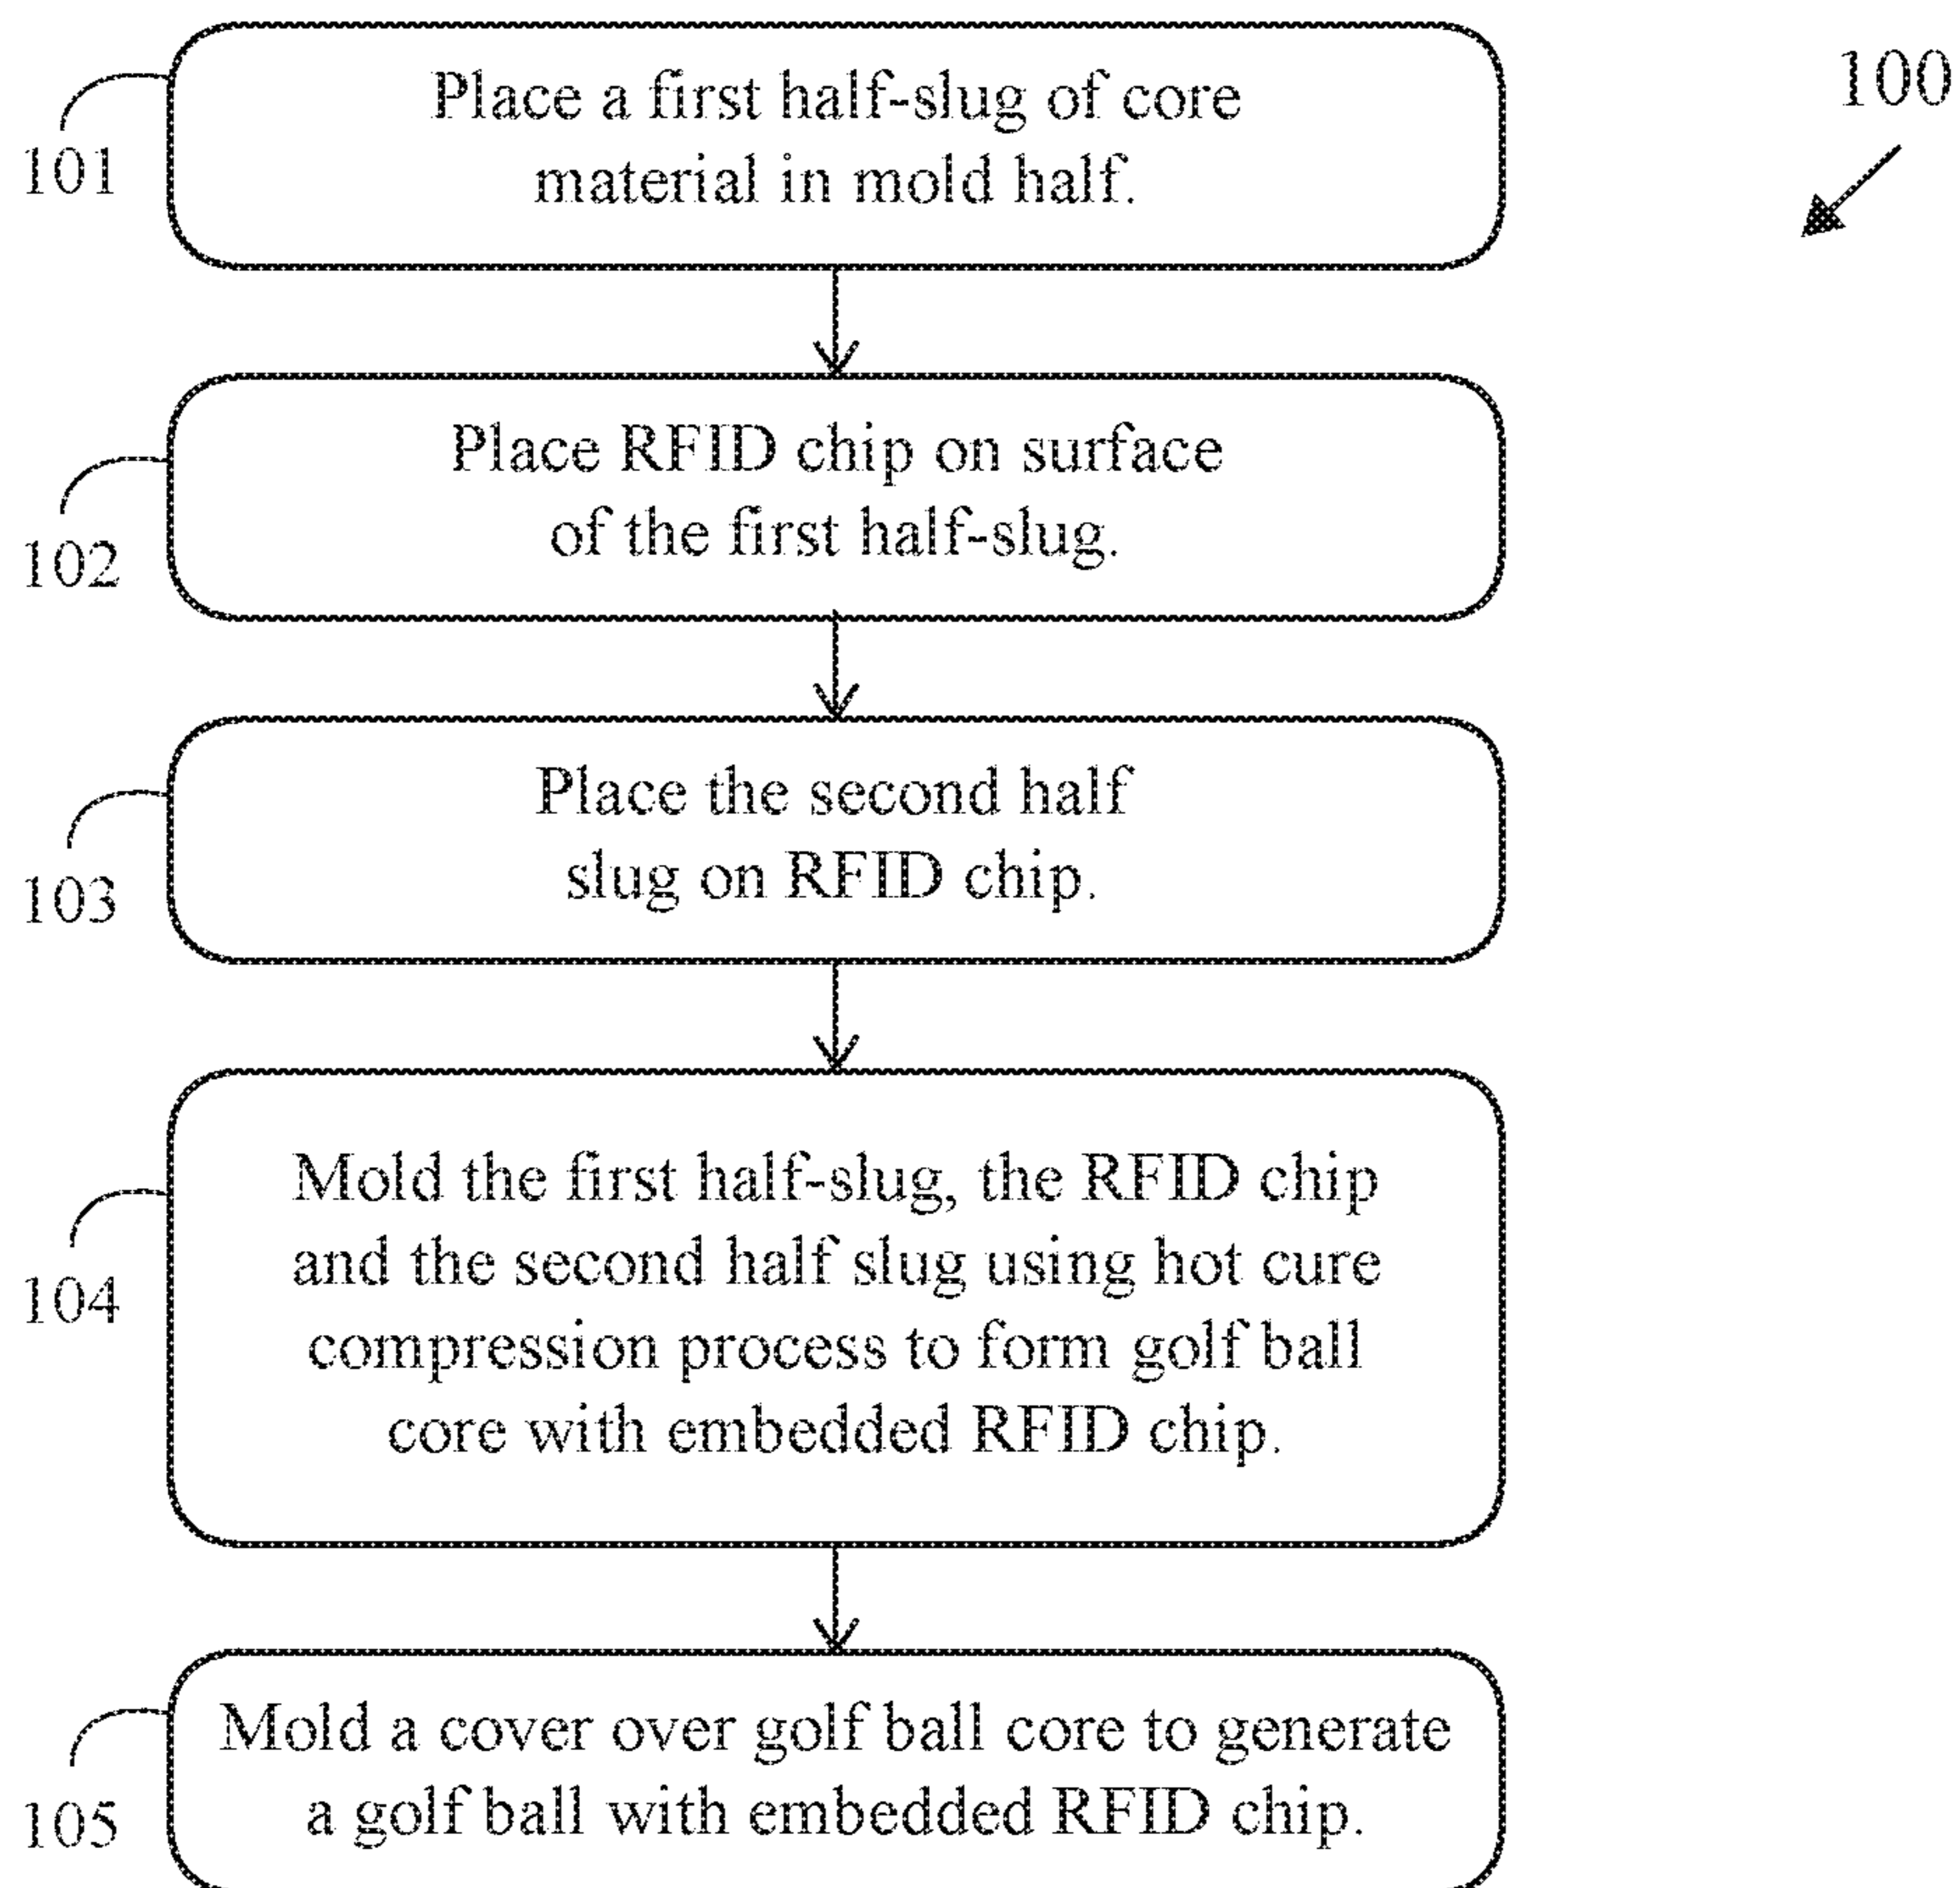 100
Place a first half-slug of core
material in mold half.
101
Place RFID chip on surface
of the first half-slug.
102
Place the second half
slug on RFID chip.
103
Mold the first half-slug, the RFID chip
and the second half slug using hot cure
compression process to form golf ball
core with embedded RFID chip.
104
Mold a cover over golf ball core to generate
a golf ball with embedded RFID chip.
105